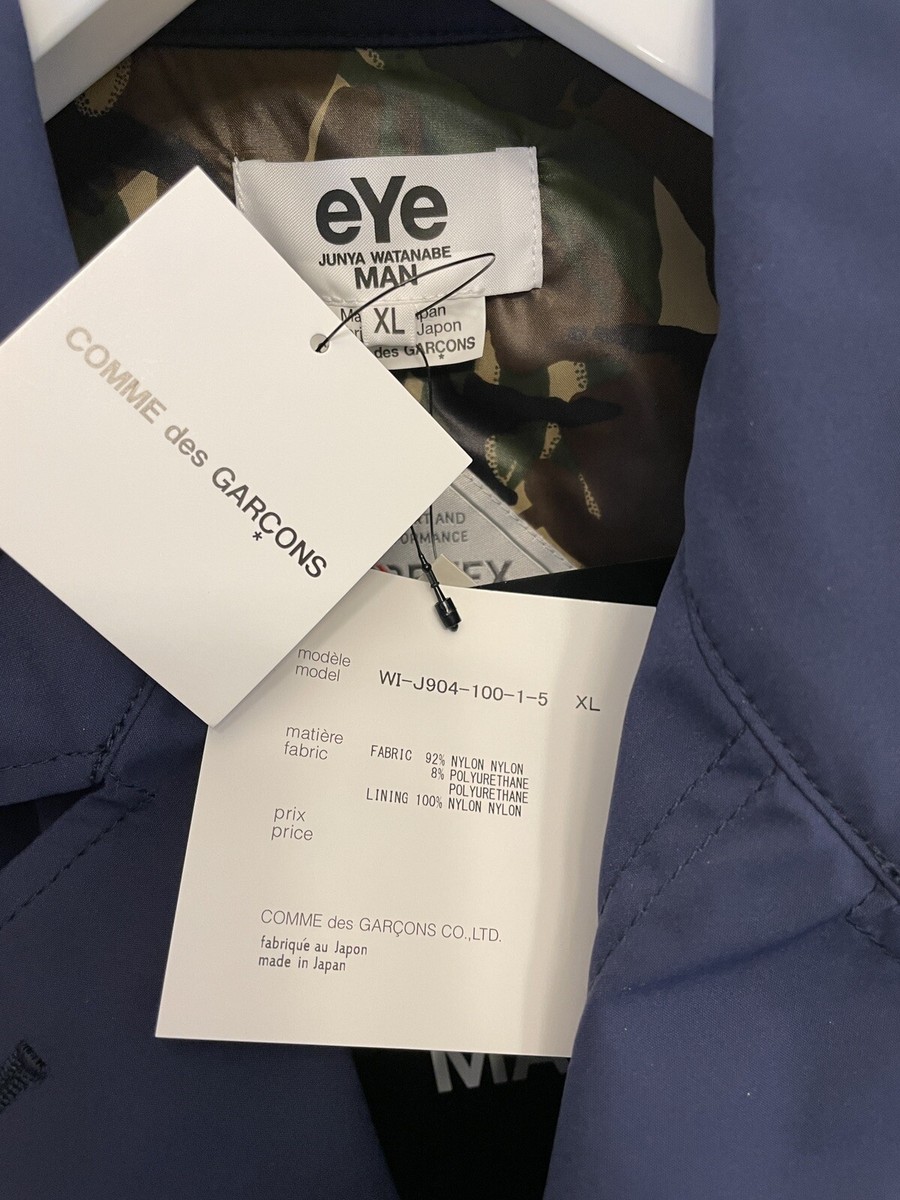 eYe
JUNYA WATANABE
MAN
XL
Japon
des GARÇONS
COMME des GARÇONS
AND
modèle
model
WI-J904-100-1-5 XL
matière
fabric
FABRIC 92% NYLON NYLON
8% POLYURETHANE
POLYURETHANE
LINING 100% NYLON NYLON
prix
price
COMME des GARÇONS CO.,LTD.
fabriqué au Japon
made in Japan